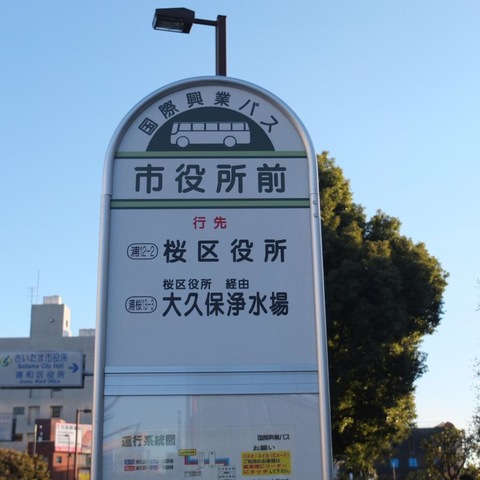 国際興業バス
市役所前
行先
浦12-2 桜区役所
桜区役所 経由
浦桜13-3 大久保浄水場
運行系統図
国際興業バス
お願い
さいたま市役所
Saitama City Hall
浦和区役所
Urawa Ward Office